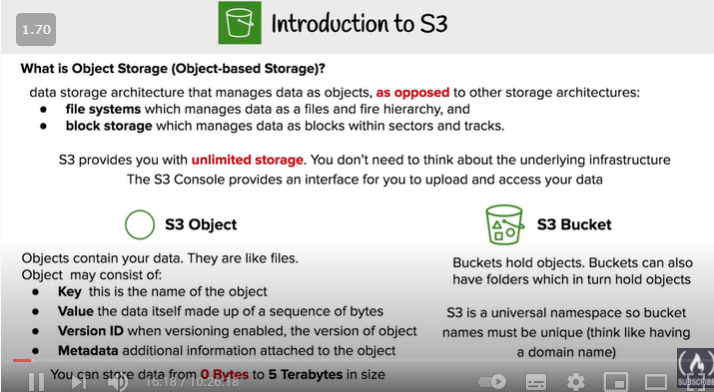 1.70
Introduction to S3
What is Object Storage (Object-based Storage)?
data storage architecture that manages data as objects, as opposed to other storage architectures:
● file systems which manages data as a files and fire hierarchy, and
● block storage which manages data as blocks within sectors and tracks.
S3 provides you with unlimited storage. You don't need to think about the underlying infrastructure
The S3 Console provides an interface for you to upload and access your data
S3 Object
Objects contain your data. They are like files.
Object may consist of:
● Key this is the name of the object
● Value the data itself made up of a sequence of bytes
● Version ID when versioning enabled, the version of object
● Metadata additional information attached to the object
You can store data from 0 Bytes to 5 Terabytes in size
S3 Bucket
Buckets hold objects. Buckets can also
have folders which in turn hold objects
S3 is a universal namespace so bucket
names must be unique (think like having
a domain name)
16:18 / 10:26:18
SUBSCRIBE